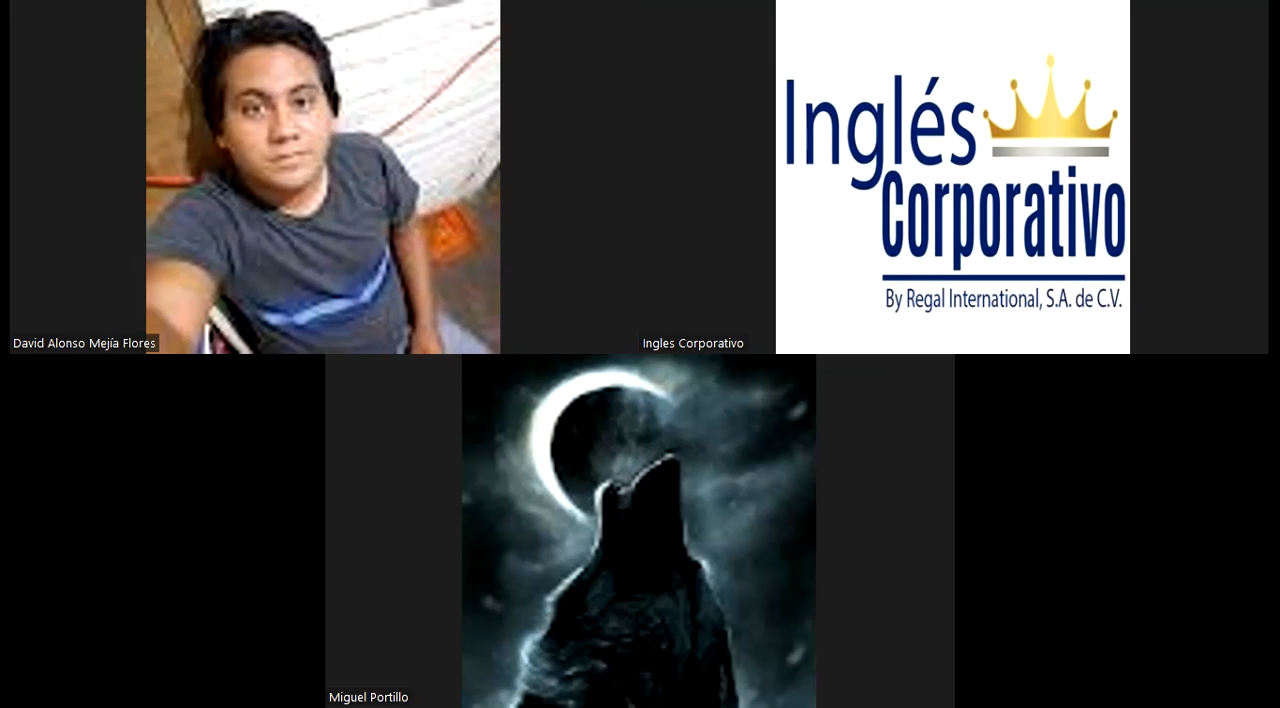 Inglés
Corporativo
By Regal International, S.A. de C.V.
David Alonso Mejía Flores
Ingles Corporativo
Miguel Portillo